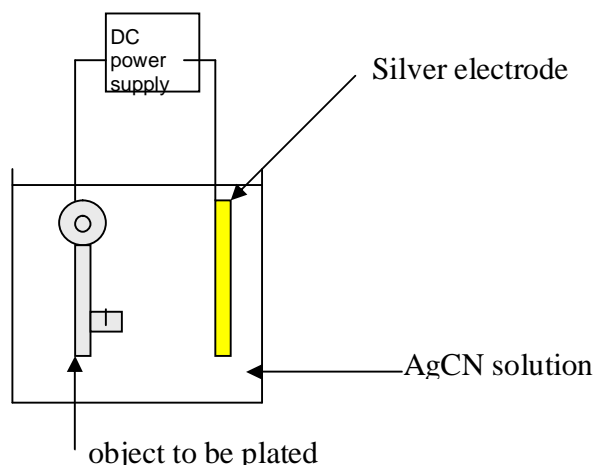 DC
power
supply
Silver electrode
AgCN solution
object to be plated